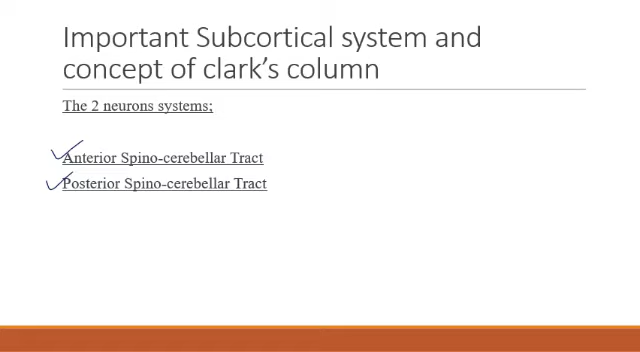 Important Subcortical system and
concept of clark’s column
The 2 neurons systems;
Anterior Spino-cerebellar Tract
Posterior Spino-cerebellar Tract